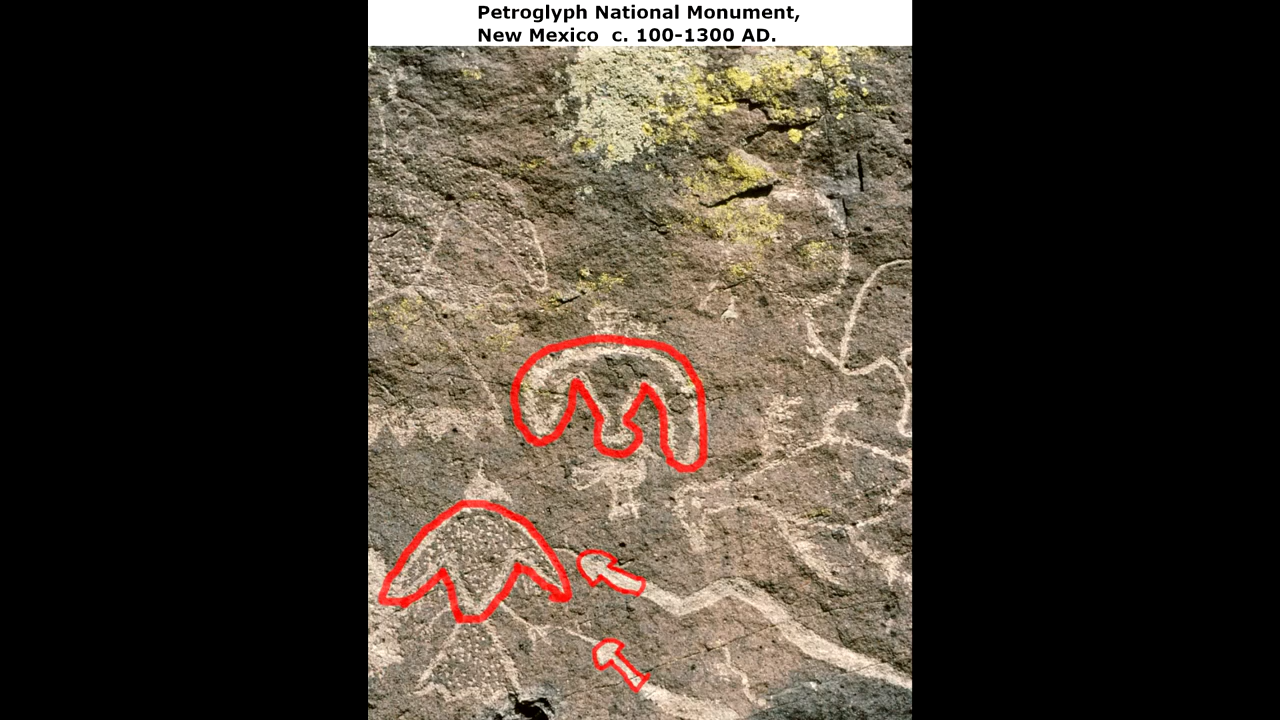 Petroglyph National Monument,
New Mexico  c. 100-1300 AD.